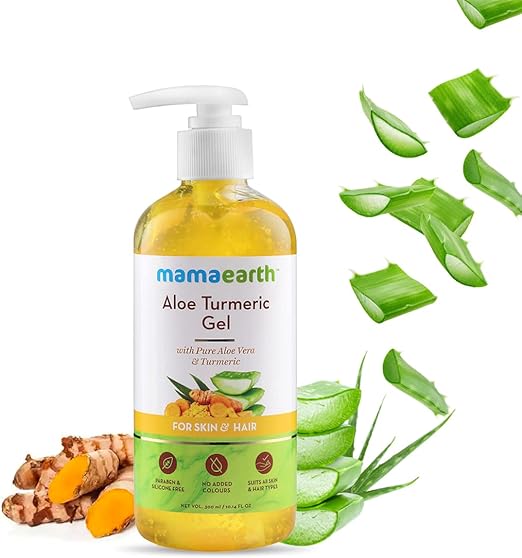 mamaearth™
Aloe Turmeric
Gel
with Pure Aloe Vera
& Turmeric
FOR SKIN & HAIR
PARABEN &
SILICONE FREE
NO ADDED
COLOURS
SUITS All SKIN
& HAIR TYPES
NET VOL. 300 ml / 10.14 FL OZ